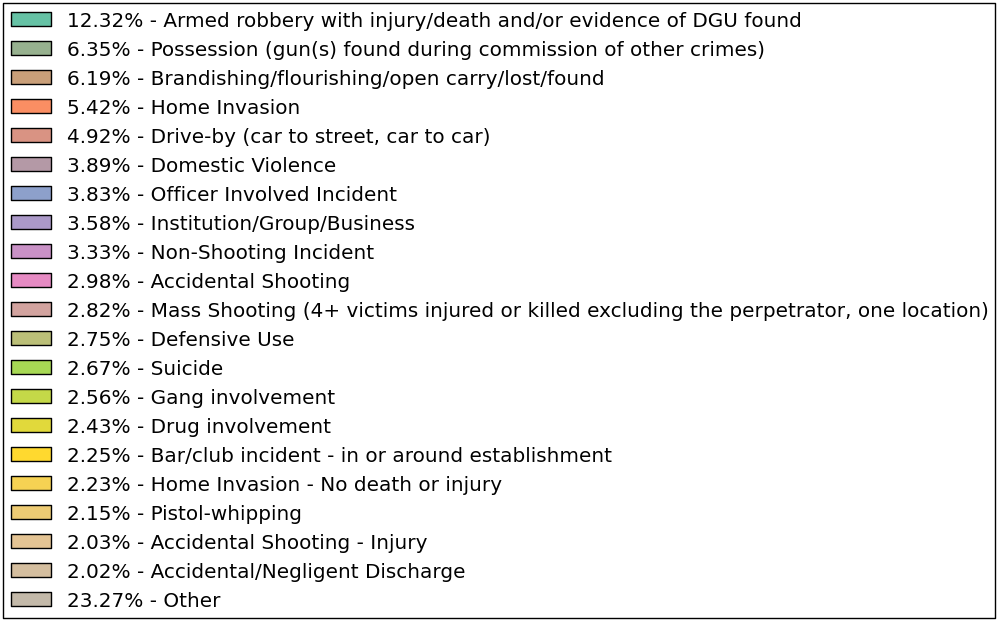 12.32% - Armed robbery with injury/death and/or evidence of DGU found
6.35% - Possession (gun(s) found during commission of other crimes)
6.19% - Brandishing/flourishing/open carry/lost/found
5.42% - Home Invasion
4.92% - Drive-by (car to street, car to car)
3.89% - Domestic Violence
3.83% - Officer Involved Incident
3.58% - Institution/Group/Business
3.33% - Non-Shooting Incident
2.98% - Accidental Shooting
2.82% - Mass Shooting (4+ victims injured or killed excluding the perpetrator, one location)
2.75% - Defensive Use
2.67% - Suicide
2.56% - Gang involvement
2.43% - Drug involvement
2.25% - Bar/club incident - in or around establishment
2.23% - Home Invasion - No death or injury
2.15% - Pistol-whipping
2.03% - Accidental Shooting - Injury
2.02% - Accidental/Negligent Discharge
23.27% - Other